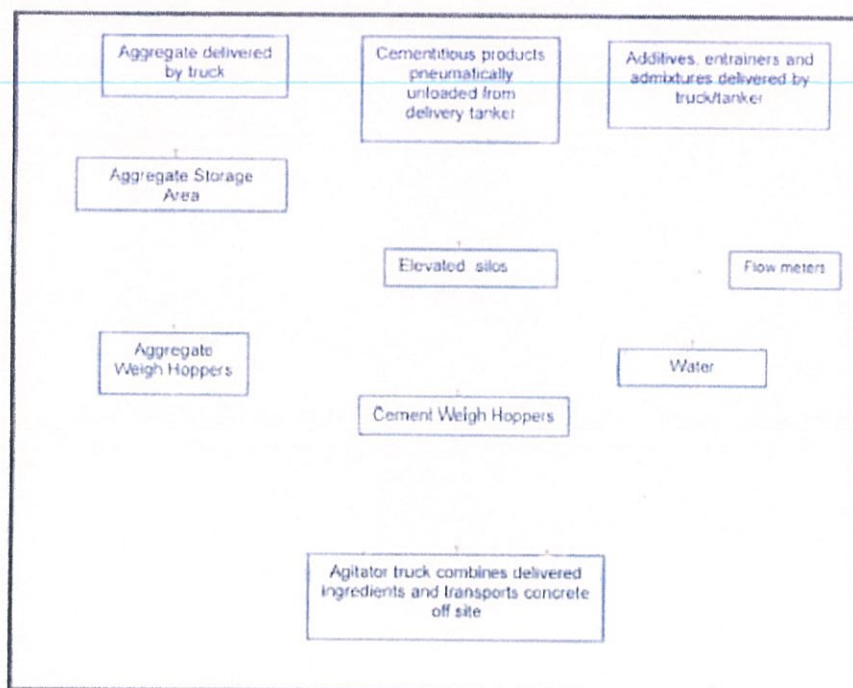 Aggregate delivered
by truck
Cementitious products
pneumatically
unloaded from
delivery tanker
Additives, entrainers and
admixtures delivered by
truck/tanker
Aggregate Storage
Area
Elevated silos
Flow meters
Aggregate
Weigh Hoppers
Water
Cement Weigh Hoppers
Agitator truck combines delivered
ingredients and transports concrete
off site